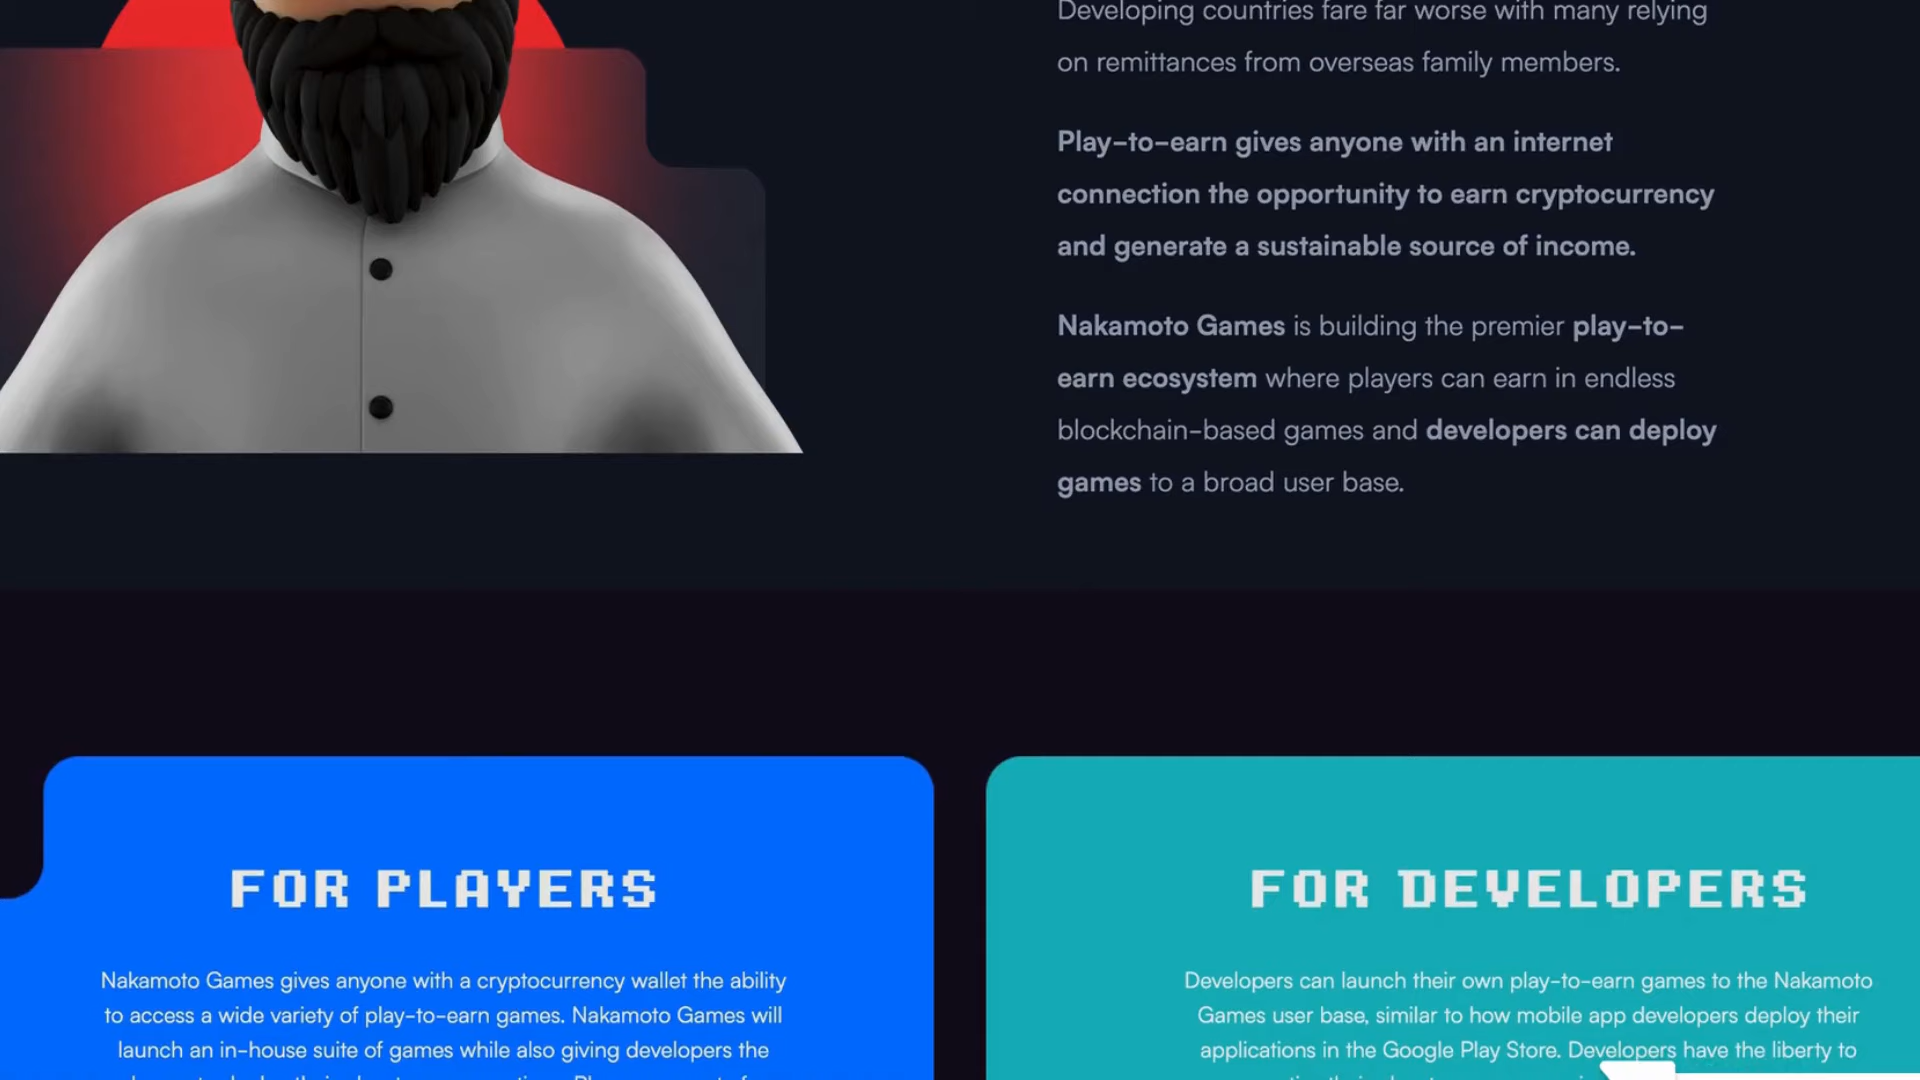 Developing countries fare far worse with many relying
on remittances from overseas family members.
Play-to-earn gives anyone with an internet
connection the opportunity to earn cryptocurrency
and generate a sustainable source of income.
Nakamoto Games is building the premier play-to-
earn ecosystem where players can earn in endless
blockchain-based games and developers can deploy
games to a broad user base.
FOR PLAYERS
Nakamoto Games gives anyone with a cryptocurrency wallet the ability
to access a wide variety of play-to-earn games. Nakamoto Games will
launch an in-house suite of games while also giving developers the
FOR DEVELOPERS
Developers can launch their own play-to-earn games to the Nakamoto
Games user base, similar to how mobile app developers deploy their
applications in the Google Play Store. Developers have the liberty to